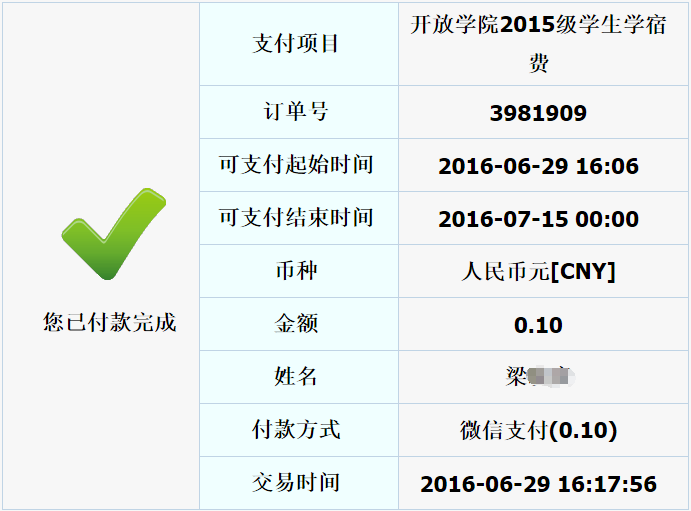 支付项目
开放学院2015级学生学宿
费
订单号
3981909
可支付起始时间
2016-06-29 16:06
可支付结束时间
2016-07-15 00:00
币种
人民币元[CNY]
您已付款完成
金额
0.10
姓名
梁
付款方式
微信支付(0.10)
交易时间
2016-06-29 16:17:56